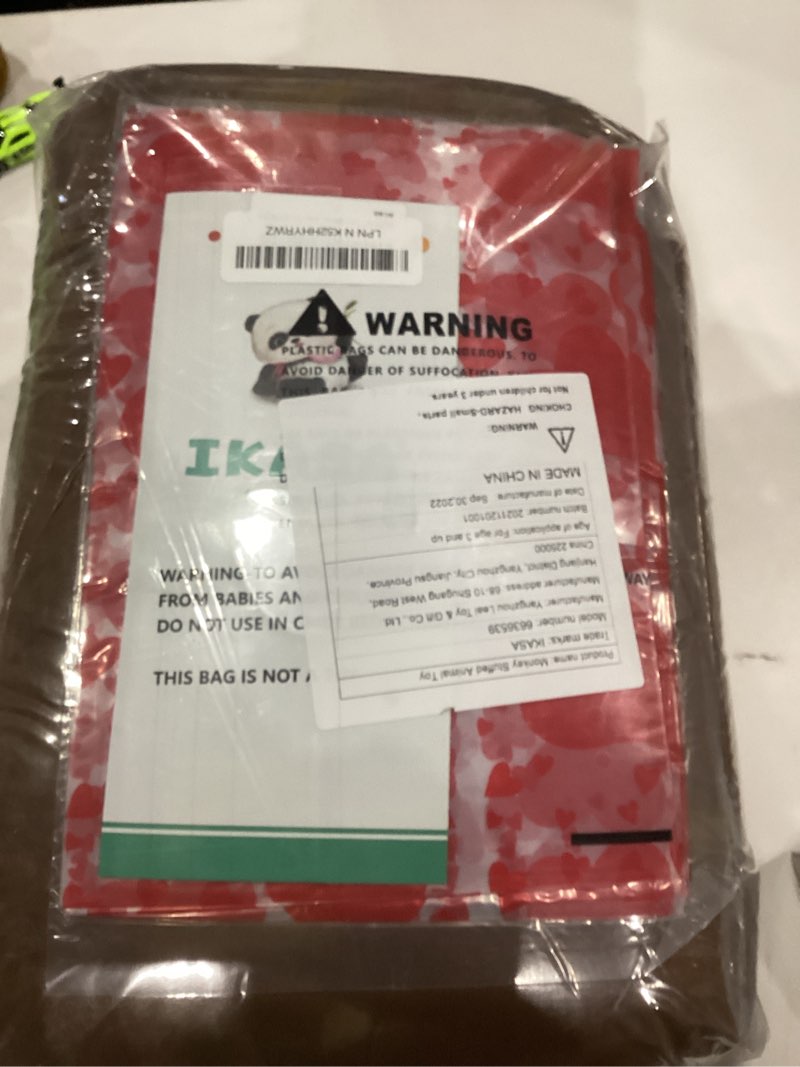 LPN N K52HHYRWZ
WARNING
PLASTIC BAGS CAN BE DANGEROUS. TO
AVOID DANGER OF SUFFOCATION
IKA
WARNING TO AV
FROM BABIES AN
DO NOT USE IN C
THIS BAG IS NOT
WAY
Product name: Monkey Stuffed Animal Toy
Trade marks: IKASA
Model number: 6636539
Manufacturer: Yangzhou Leai Toy & Gift Co., Ltd.
Manufacturer address: 68-10 Shugang West Road,
Hanjiang District, Yangzhou City, Jiangsu Province,
China 225000
Age of application: For age 3 and up
Batch number: 20211201001
Date of manufacture: Sep 30,2022
MADE IN CHINA
WARNING:
CHOKING HAZARD-Small parts.
Not for children under 3 years.